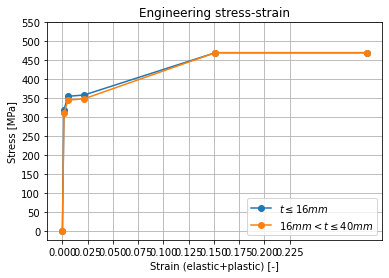 Engineering stress-strain
550
500
450
400
350
300
250
200
150
100
50
0
Stress [MPa]
0.000 0.025 0.050 0.075 0.100 0.125 0.150 0.175 0.200 0.225
Strain (elastic+plastic) [-]
t ≤ 16mm
16mm < t ≤ 40mm